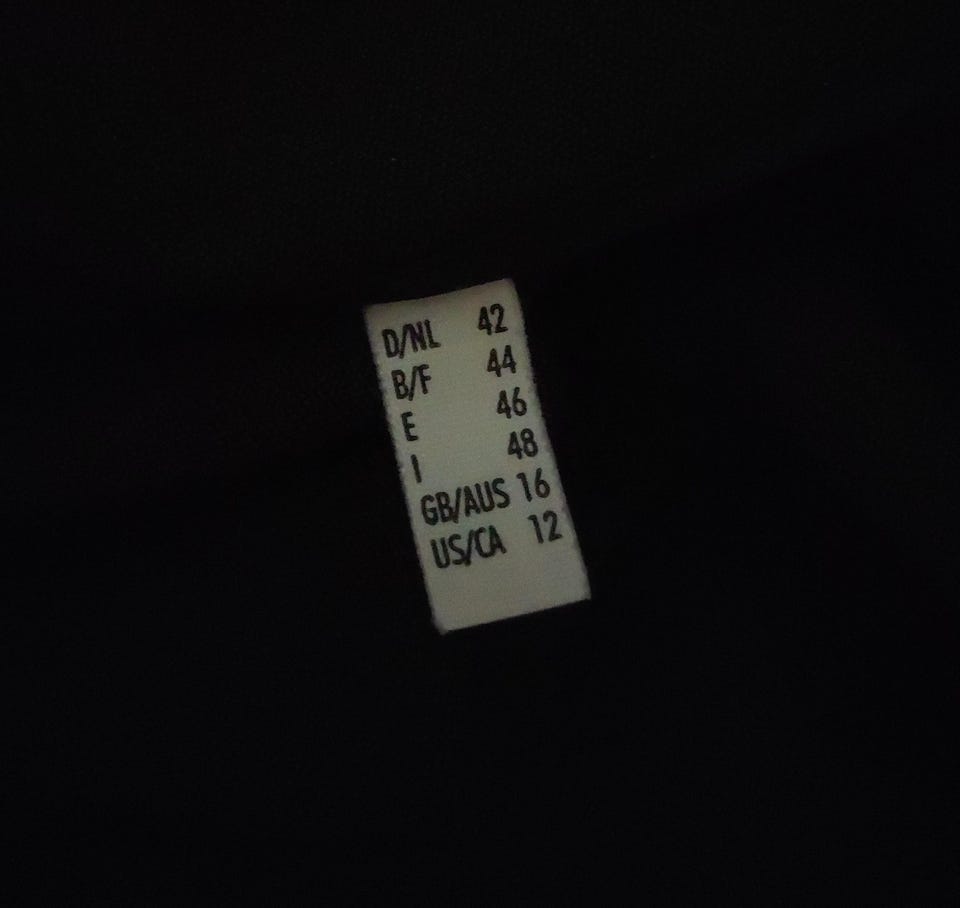 D/NL 42
B/F 44
E 46
I 48
GB/AUS 16
US/CA 12